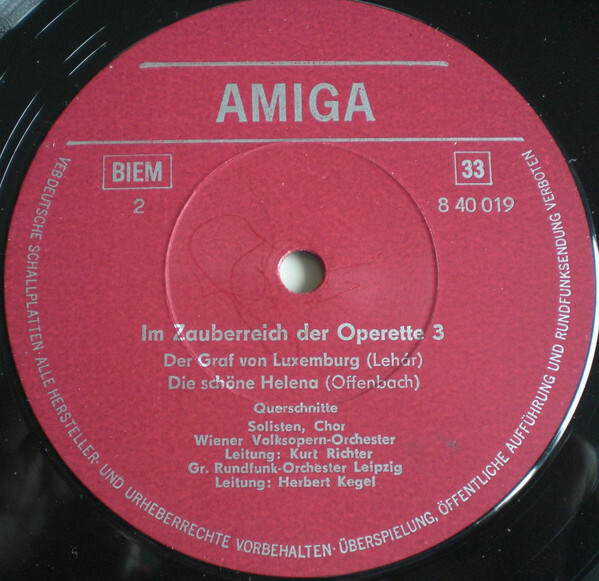 AMIGA
BIEM
33
2
8 40 019
Im Zauberreich der Operette 3
Der Graf von Luxemburg (Lehár)
Die schöne Helena (Offenbach)
Querschnitte
Solisten, Chor
Wiener Volksopern-Orchester
Leitung: Kurt Richter
Gr. Rundfunk-Orchester Leipzig
Leitung: Herbert Kegel
VEB DEUTSCHE SCHALLPLATTEN · ALLE HERSTELLER- UND URHEBERRECHTE VORBEHALTEN · ÜBERSPIELUNG, ÖFFENTLICHE AUFFÜHRUNG UND RUNDFUNKSENDUNG VERBOTEN